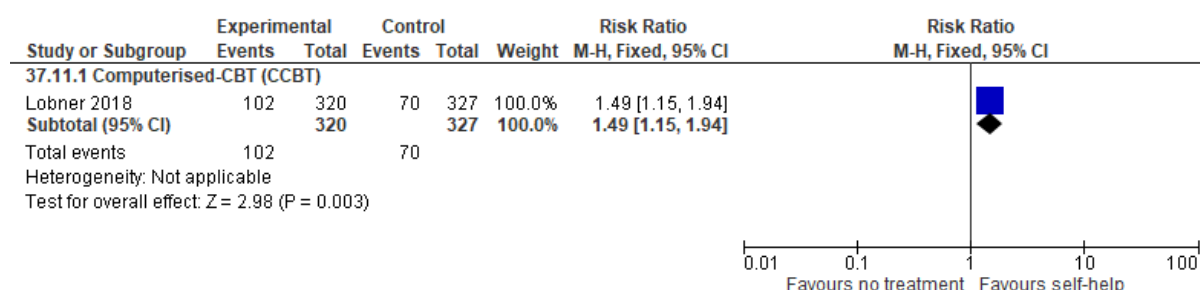 Experimental Control Risk Ratio Risk Ratio
Study or Subgroup Events Total Events Total Weight M-H, Fixed, 95% CI M-H, Fixed, 95% CI
37.11.1 Computerised-CBT (CCBT)
Lobner 2018 102 320 70 327 100.0% 1.49 [1.15, 1.94]
Subtotal (95% CI) 320 327 100.0% 1.49 [1.15, 1.94]
Total events 102 70
Heterogeneity: Not applicable
Test for overall effect: Z = 2.98 (P = 0.003)
0.01 0.1 1 10 100
Favours no treatment Favours self-help